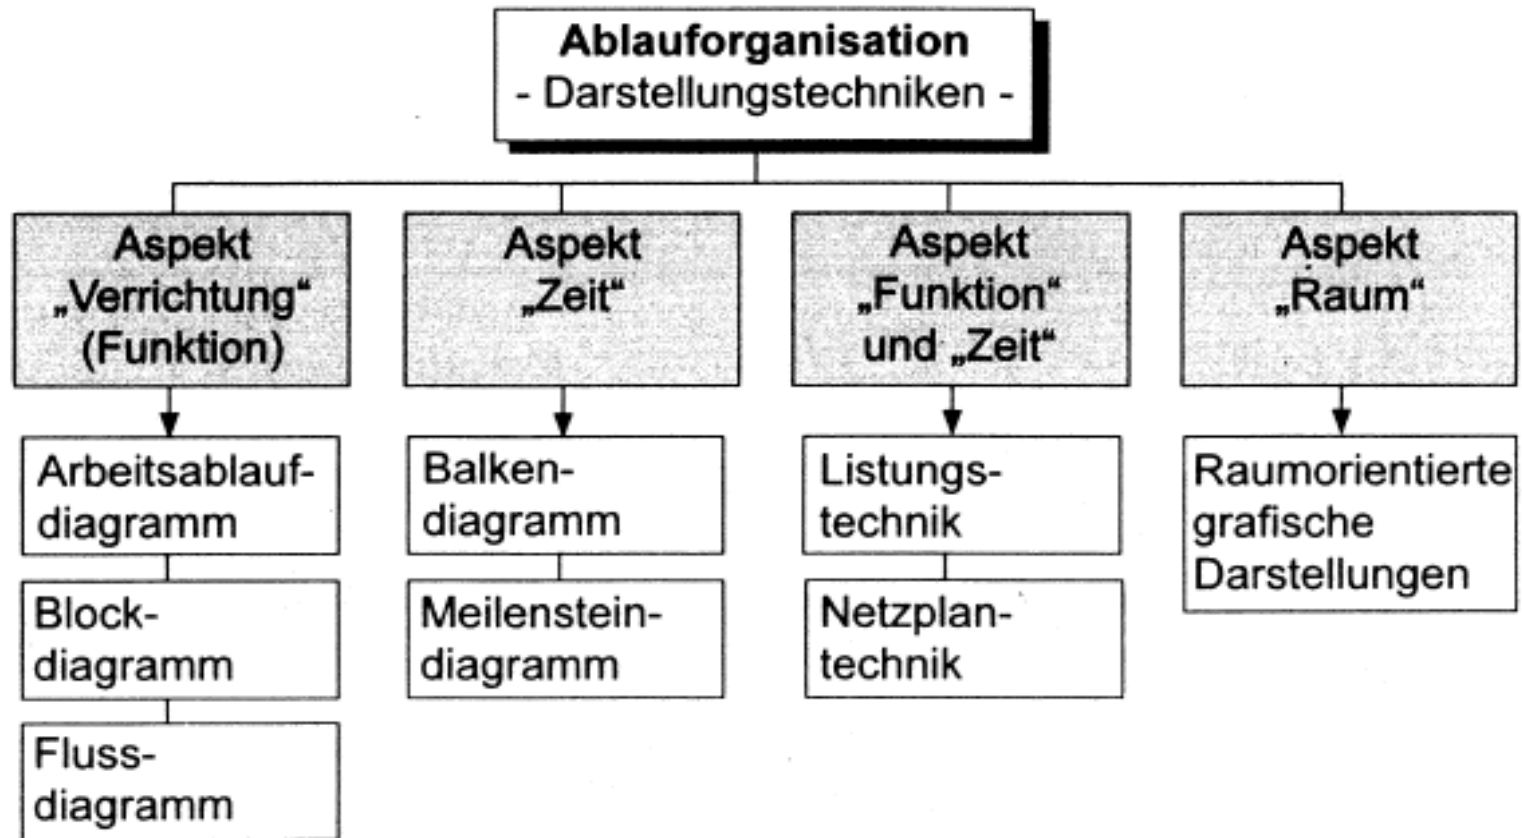 Ablauforganisation
- Darstellungstechniken -
Aspekt
„Verrichtung“
(Funktion)
Aspekt
„Zeit“
Aspekt
„Funktion“
und „Zeit“
Aspekt
„Raum“
Arbeitsablauf-
diagramm
Block-
diagramm
Fluss-
diagramm
Balken-
diagramm
Meilenstein-
diagramm
Listungs-
technik
Netzplan-
technik
Raumorientierte
grafische
Darstellungen